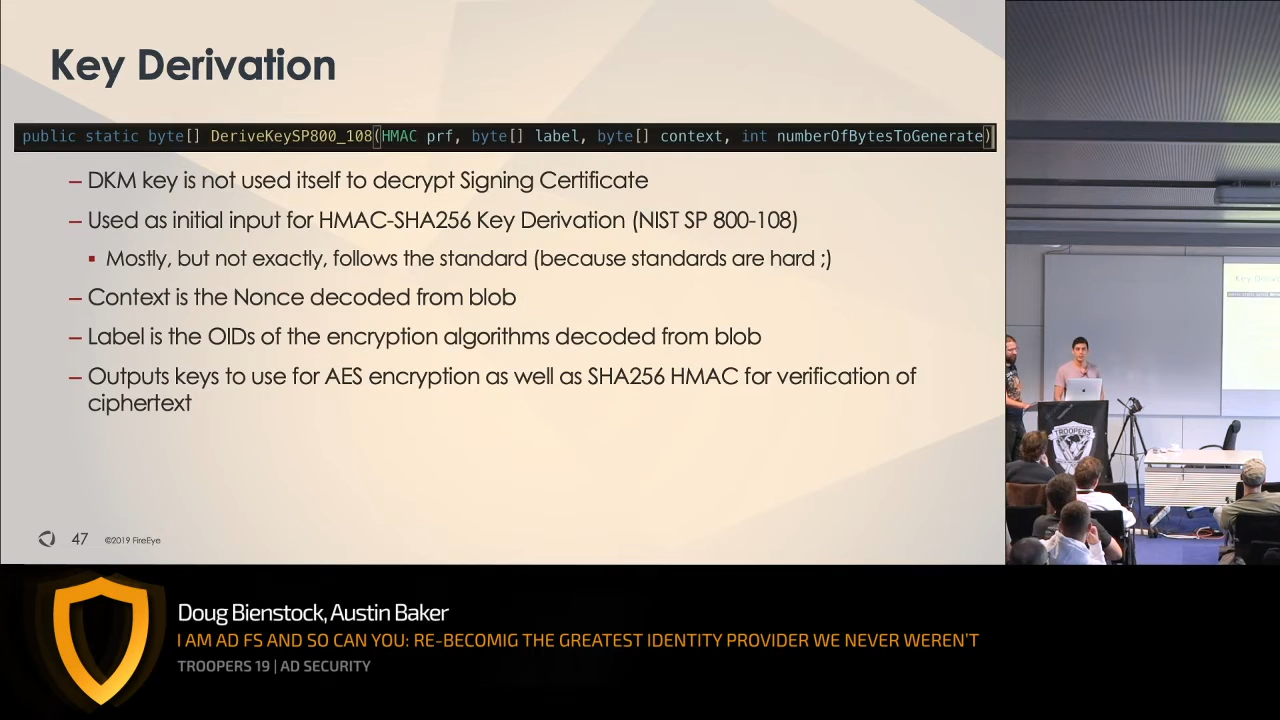 Key Derivation
public static byte[] DeriveKeySP800_108(HMAC prf, byte[] label, byte[] context, int numberOfBytesToGenerate)
– DKM key is not used itself to decrypt Signing Certificate
– Used as initial input for HMAC-SHA256 Key Derivation (NIST SP 800-108)
▪ Mostly, but not exactly, follows the standard (because standards are hard ;)
– Context is the Nonce decoded from blob
– Label is the OIDs of the encryption algorithms decoded from blob
– Outputs keys to use for AES encryption as well as SHA256 HMAC for verification of
ciphertext
47 ©2019 FireEye
TROOPERS
Doug Bienstock, Austin Baker
I AM AD FS AND SO CAN YOU: RE-BECOMIG THE GREATEST IDENTITY PROVIDER WE NEVER WEREN'T
TROOPERS 19 | AD SECURITY